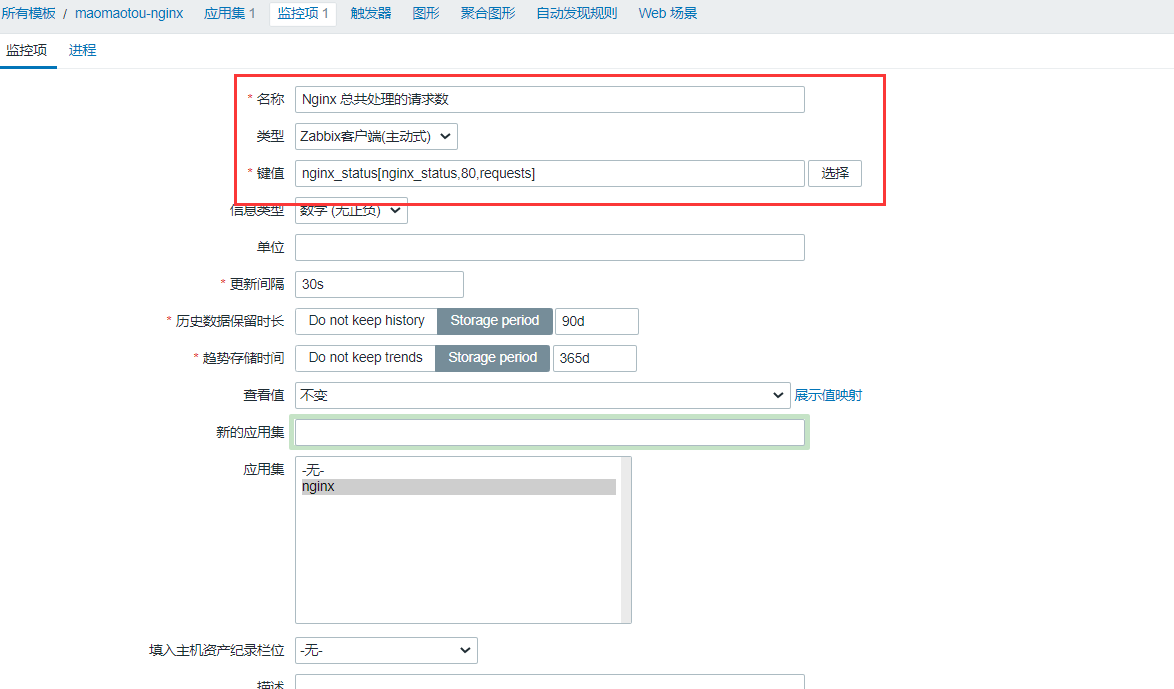 所有模板 / maomaotou-nginx 应用集 1 监控项 1 触发器 图形 聚合图形 自动发现规则 Web 场景
监控项 进程
* 名称 Nginx 总共处理的请求数
类型 Zabbix客户端(主动式)
* 键值 nginx_status[nginx_status,80,requests] 选择
信息类型 数字 (无正负)
单位
* 更新间隔 30s
* 历史数据保留时长 Do not keep history Storage period 90d
* 趋势存储时间 Do not keep trends Storage period 365d
查看值 不变 展示值映射
新的应用集
应用集 -无-
nginx
填入主机资产纪录栏位 -无-
描述